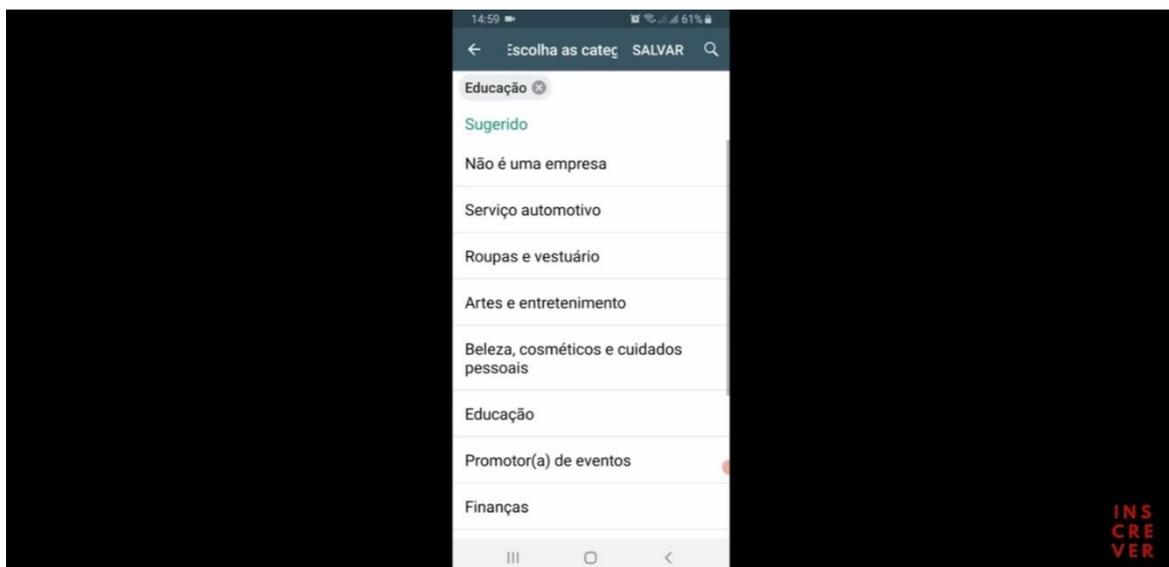 14:59
61%
Escolha as categ SALVAR
Educação
Sugerido
Não é uma empresa
Serviço automotivo
Roupas e vestuário
Artes e entretenimento
Beleza, cosméticos e cuidados
pessoais
Educação
Promotor(a) de eventos
Finanças
INS
CRE
VER